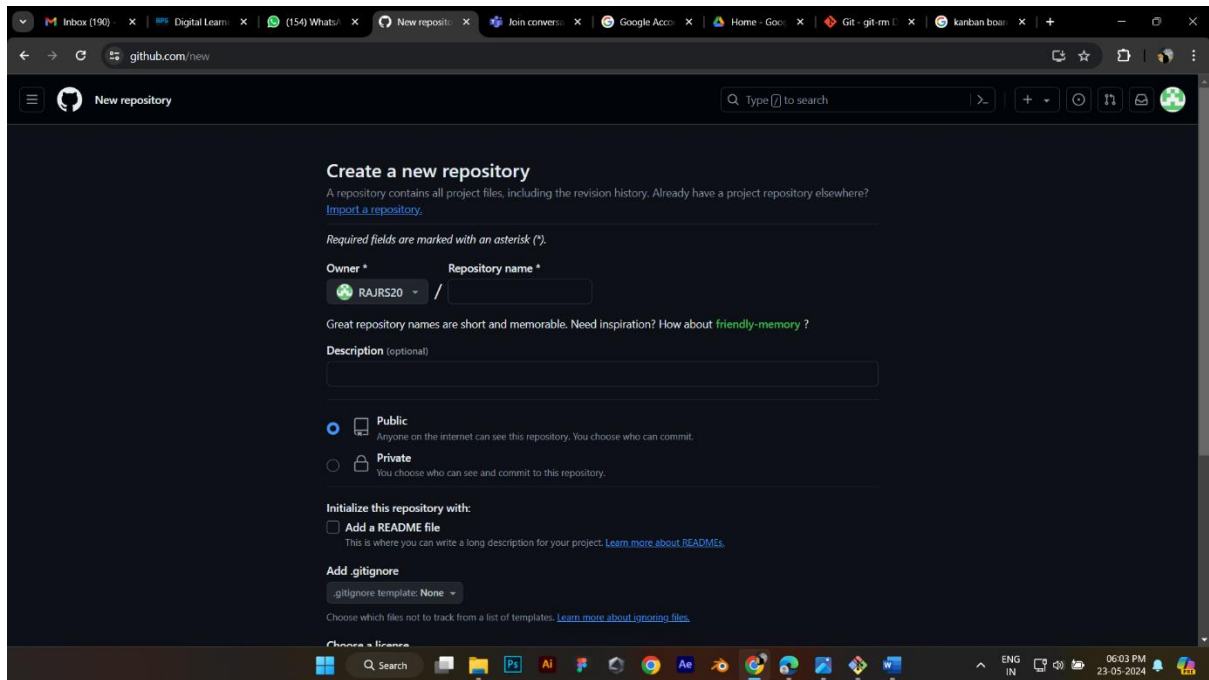 Inbox (190) -
Digital Learn
(154) WhatsA
New reposito
Join convers
Google Acco
Home - Goo
Git - git-rm D
kanban boar
github.com/new
New repository
Type / to search
Create a new repository
A repository contains all project files, including the revision history. Already have a project repository elsewhere?
Import a repository.
Required fields are marked with an asterisk (*).
Owner * Repository name *
RAJRS20 /
Great repository names are short and memorable. Need inspiration? How about friendly-memory ?
Description (optional)
Public
Anyone on the internet can see this repository. You choose who can commit.
Private
You choose who can see and commit to this repository.
Initialize this repository with:
Add a README file
This is where you can write a long description for your project. Learn more about READMEs.
Add .gitignore
.gitignore template: None
Choose which files not to track from a list of templates. Learn more about ignoring files.
Choose a license
Search
Ps
Ai
Ae
ENG
IN
06:03 PM
23-05-2024